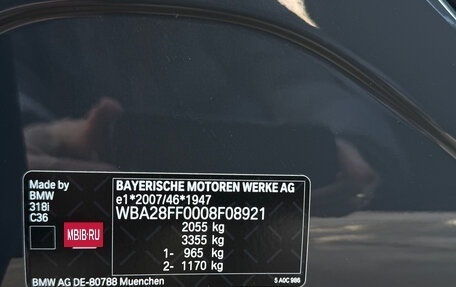 Made by
BMW
318i
C36
MBIB.RU
BAYERISCHE MOTOREN WERKE AG
e1*2007/46*1947
WBA28FF0008F08921
2055 kg
3355 kg
1- 965 kg
2- 1170 kg
BMW AG DE-80788 Muenchen
5 A0C 986